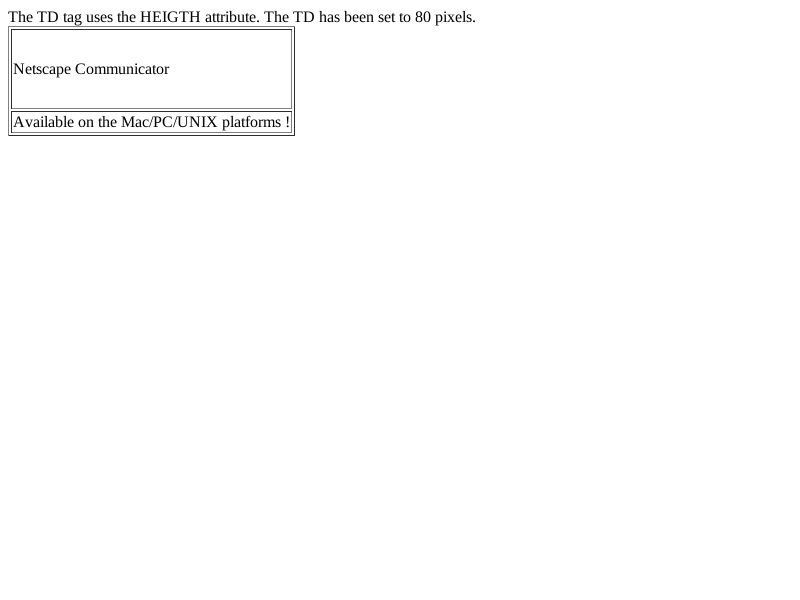 The TD tag uses the HEIGTH attribute. The TD has been set to 80 pixels.
Netscape Communicator
Available on the Mac/PC/UNIX platforms !